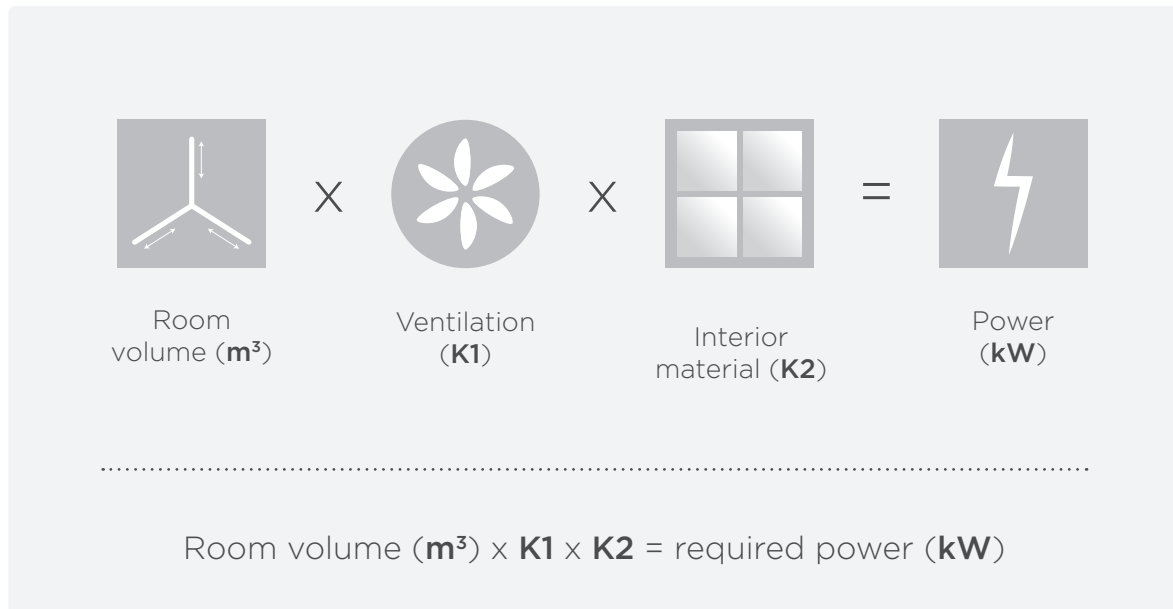 X
X
=
Room
volume (m³)
Ventilation
(K1)
Interior
material (K2)
Power
(kW)
Room volume (m³) x K1 x K2 = required power (kW)